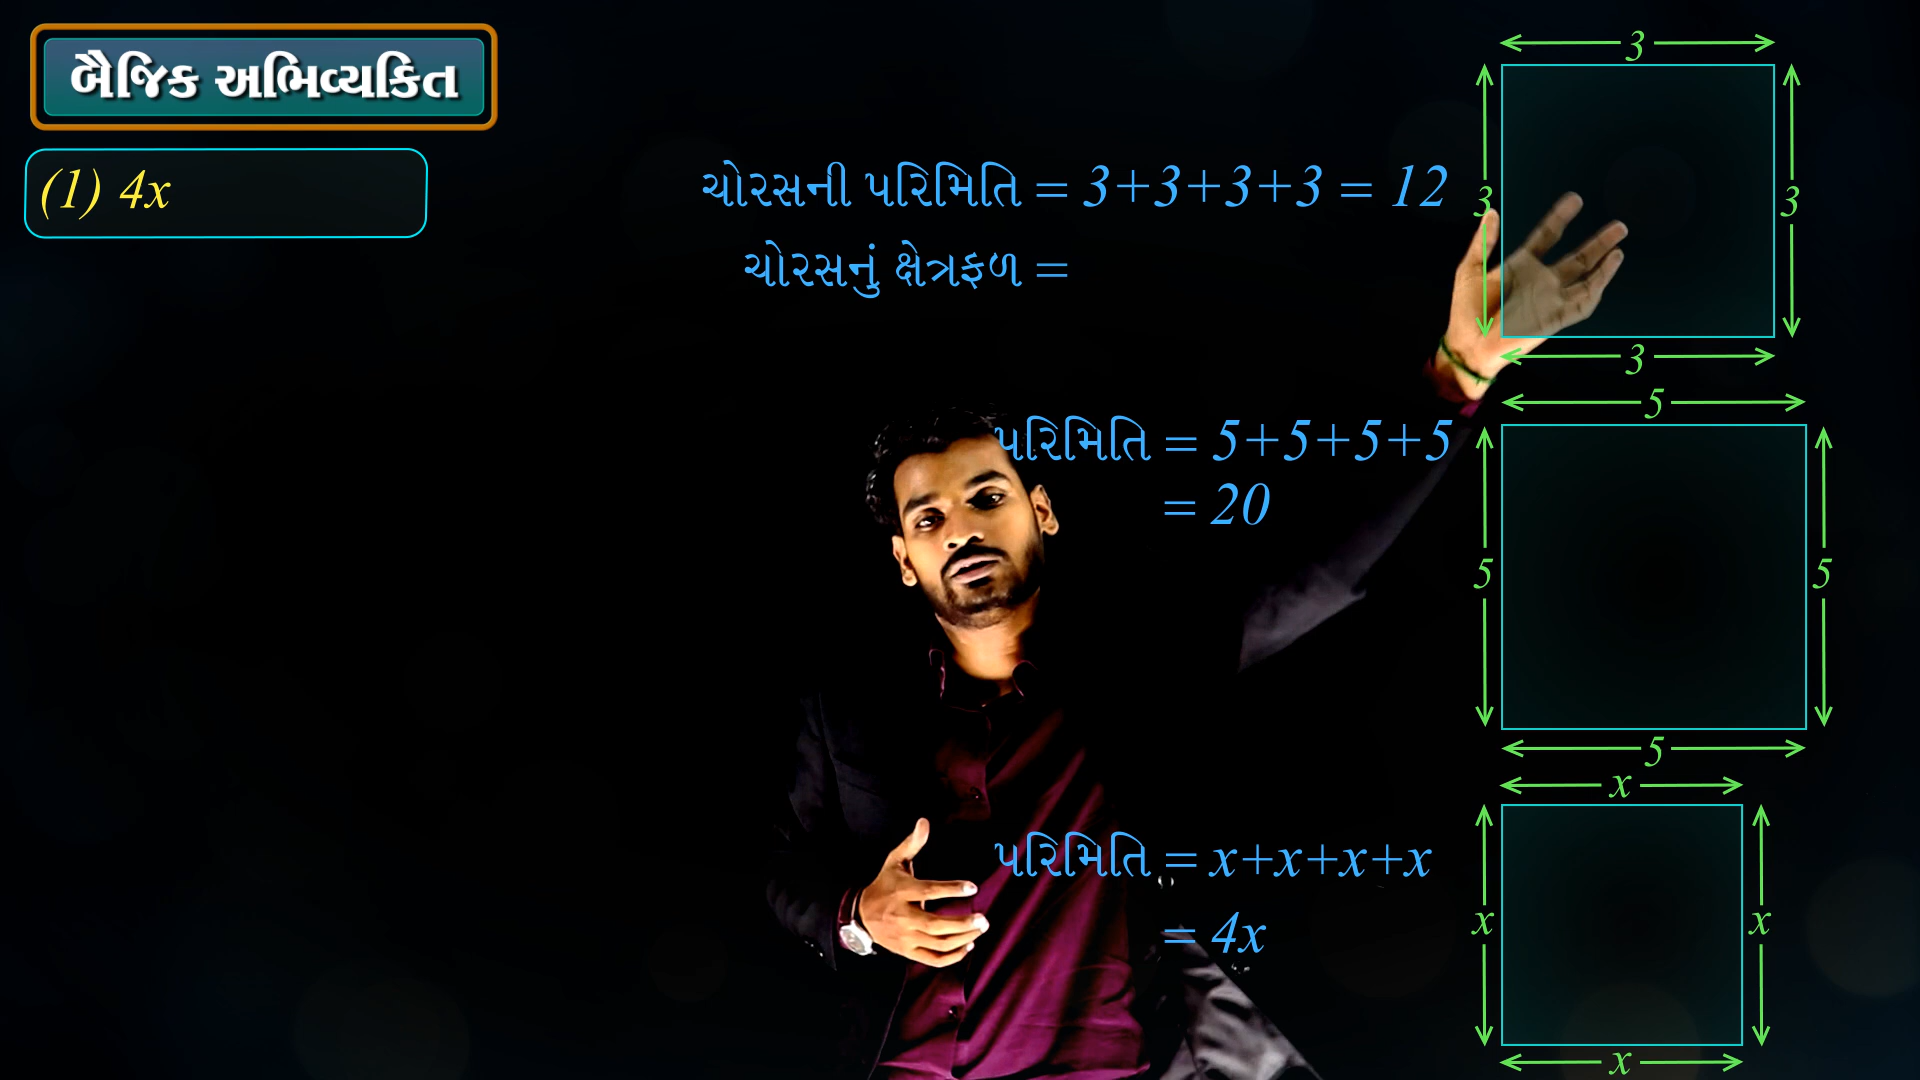 બૈજિક અભિવ્યકિત
(1) 4x
ચોરસની પરિમિતિ = 3+3+3+3 = 12
ચોરસનું ક્ષેત્રફળ =
3
3
3
3
પરિમિતિ = 5+5+5+5
= 20
5
5
5
5
પરિમિતિ = x+x+x+x
= 4x
x
x
x
x